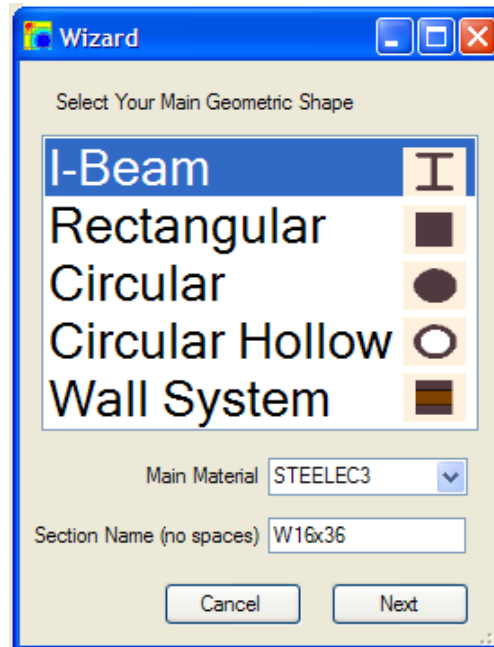 Wizard
Select Your Main Geometric Shape
I-Beam
Rectangular
Circular
Circular Hollow
Wall System
Main Material STEELEC3
Section Name (no spaces) W16x36
Cancel Next